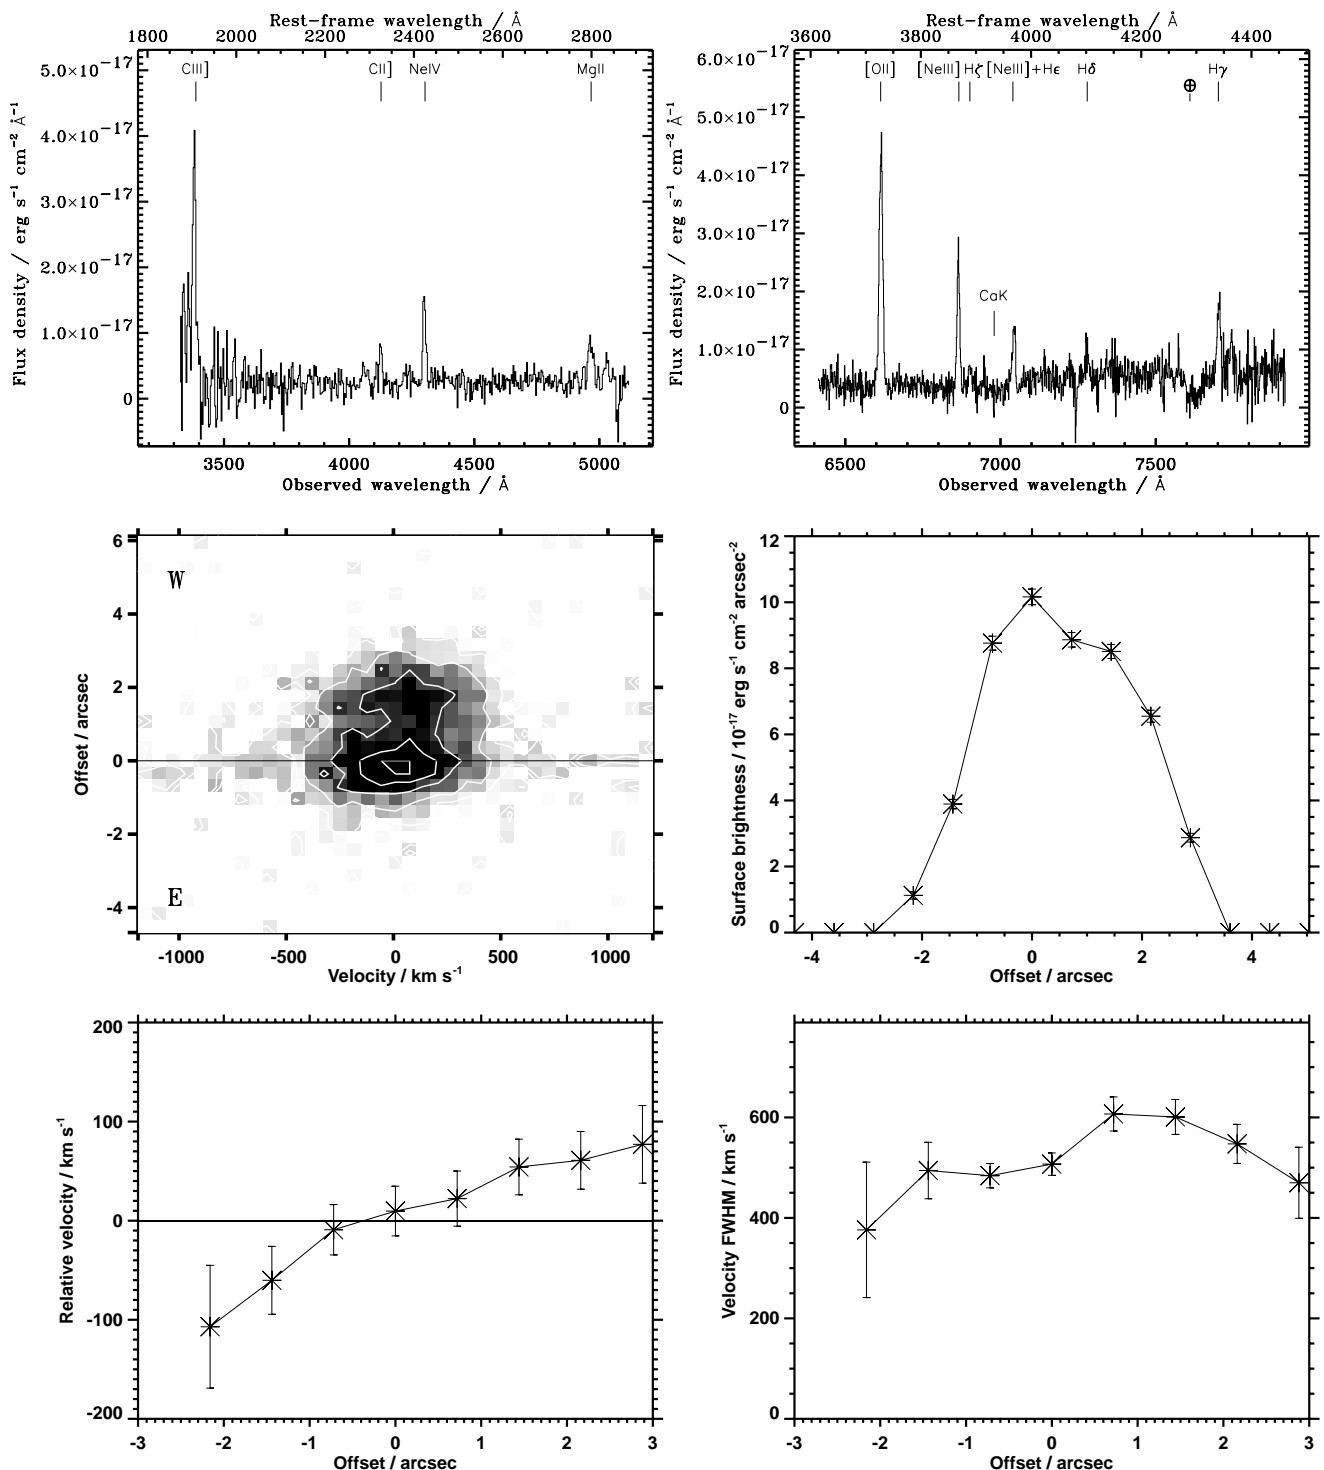 Rest-frame wavelength / Å
1800 2000 2200 2400 2600 2800
5.0×10⁻¹⁷
4.0×10⁻¹⁷
3.0×10⁻¹⁷
2.0×10⁻¹⁷
1.0×10⁻¹⁷
0
Flux density / erg s⁻¹ cm⁻² Å⁻¹
CIII] CII] NeIV MgII
3500 4000 4500 5000
Observed wavelength / Å
Rest-frame wavelength / Å
3600 3800 4000 4200 4400
6.0×10⁻¹⁷
5.0×10⁻¹⁷
4.0×10⁻¹⁷
3.0×10⁻¹⁷
2.0×10⁻¹⁷
1.0×10⁻¹⁷
0
Flux density / erg s⁻¹ cm⁻² Å⁻¹
[OII] [NeIII] Hζ [NeIII]+Hε Hδ ⊕ Hγ
CaK
6500 7000 7500
Observed wavelength / Å
6
4
2
0
-2
-4
Offset / arcsec
W
E
-1000 -500 0 500 1000
Velocity / km s⁻¹
12
10
8
6
4
2
0
Surface brightness / 10⁻¹⁷ erg s⁻¹ cm⁻² arcsec⁻²
-4 -2 0 2 4
Offset / arcsec
200
100
0
-100
-200
Relative velocity / km s⁻¹
-3 -2 -1 0 1 2 3
Offset / arcsec
600
400
200
0
Velocity FWHM / km s⁻¹
-3 -2 -1 0 1 2 3
Offset / arcsec